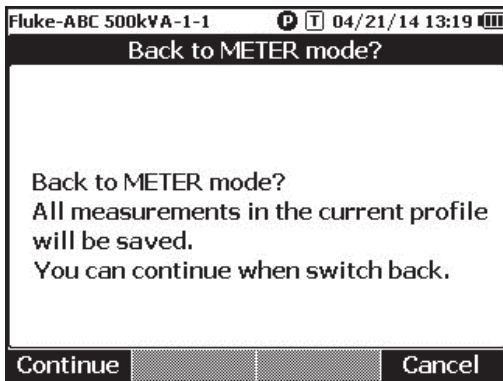 Fluke-ABC 500kVA-1-1 P T 04/21/14 13:19
Back to METER mode?
Back to METER mode?
All measurements in the current profile
will be saved.
You can continue when switch back.
Continue Cancel